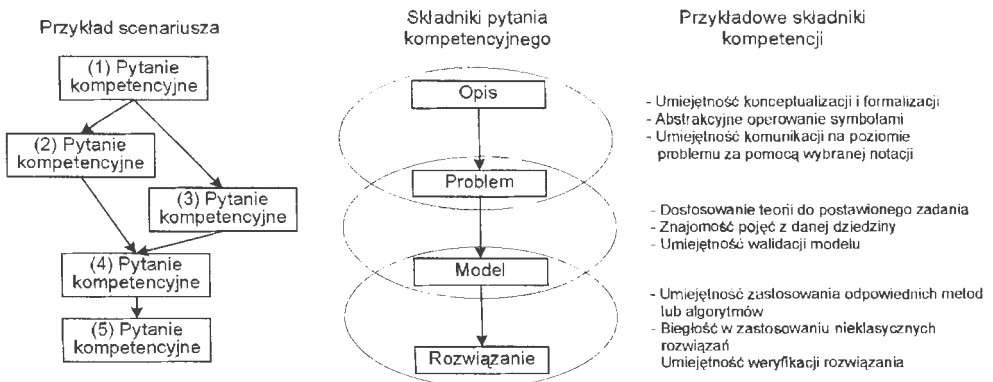 Przykład scenariusza
(1) Pytanie
kompetencyjne
(2) Pytanie
kompetencyjne
(3) Pytanie
kompetencyjne
(4) Pytanie
kompetencyjne
(5) Pytanie
kompetencyjne
Składniki pytania
kompetencyjnego
Opis
Problem
Model
Rozwiązanie
Przykładowe składniki
kompetencji
- Umiejętność konceptualizacji i formalizacji
- Abstrakcyjne operowanie symbolami
- Umiejętność komunikacji na poziomie
problemu za pomocą wybranej notacji
- Dostosowanie teorii do postawionego zadania
- Znajomość pojęć z danej dziedziny
- Umiejętność walidacji modelu
- Umiejętność zastosowania odpowiednich metod
lub algorytmów
- Biegłość w zastosowaniu nieklasycznych
rozwiązań
Umiejętność weryfikacji rozwiązania